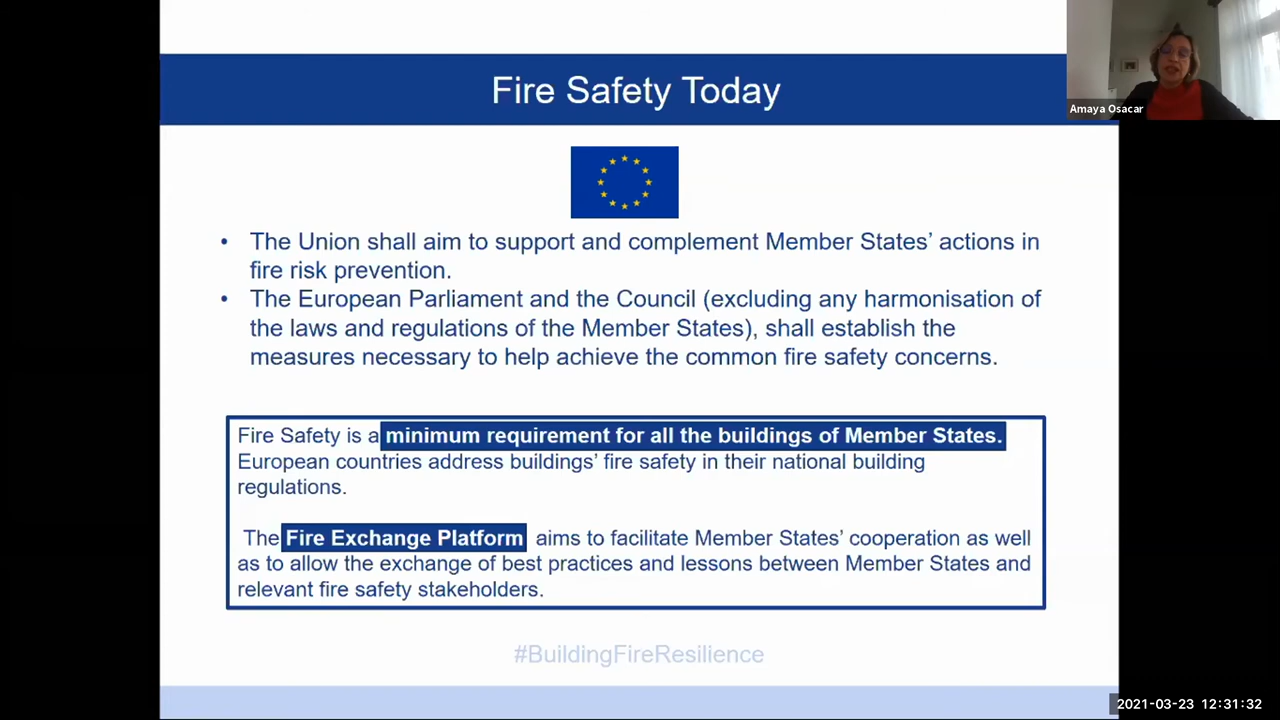 Fire Safety Today
Amaya Osacar
• The Union shall aim to support and complement Member States’ actions in
fire risk prevention.
• The European Parliament and the Council (excluding any harmonisation of
the laws and regulations of the Member States), shall establish the
measures necessary to help achieve the common fire safety concerns.
Fire Safety is a minimum requirement for all the buildings of Member States.
European countries address buildings’ fire safety in their national building
regulations.
The Fire Exchange Platform aims to facilitate Member States’ cooperation as well
as to allow the exchange of best practices and lessons between Member States and
relevant fire safety stakeholders.
#BuildingFireResilience
2021-03-23 12:31:32